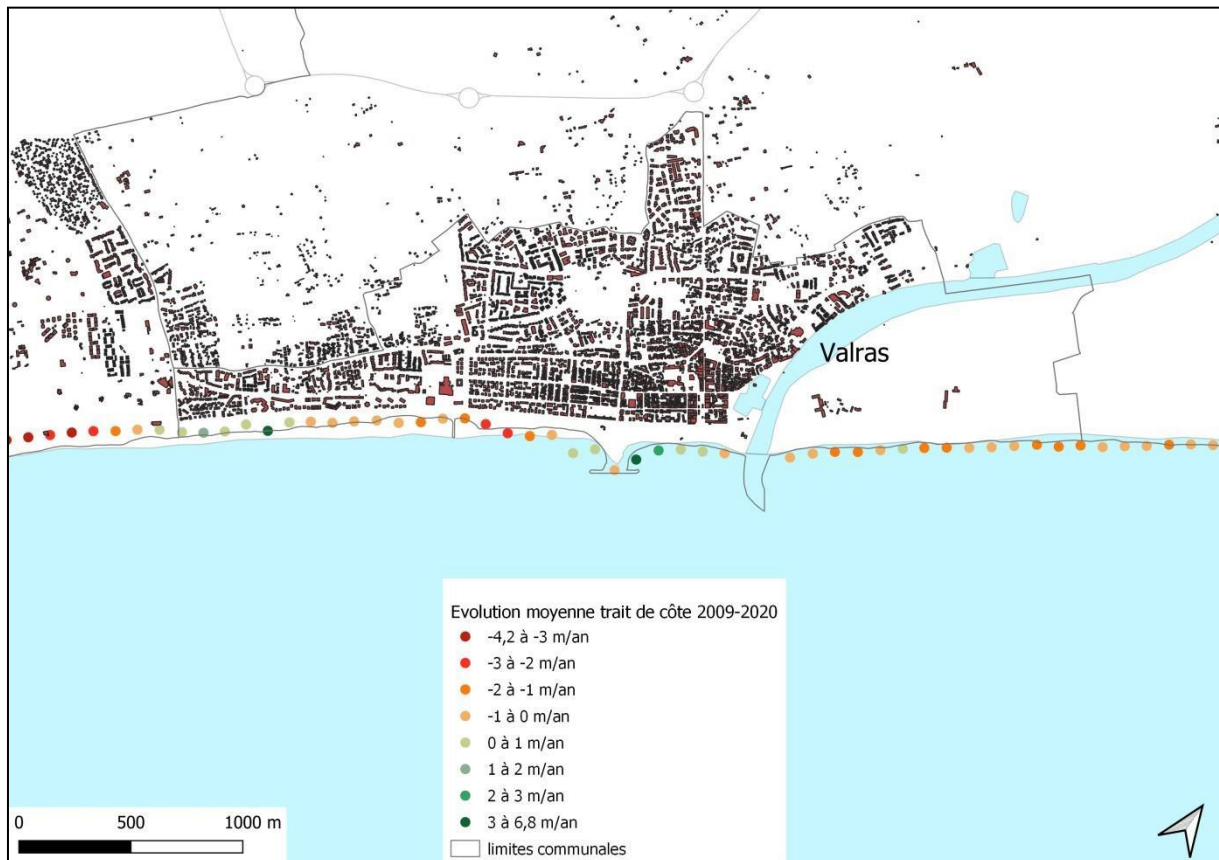 Valras
Evolution moyenne trait de côte 2009-2020
-4,2 à -3 m/an
-3 à -2 m/an
-2 à -1 m/an
-1 à 0 m/an
0 à 1 m/an
1 à 2 m/an
2 à 3 m/an
3 à 6,8 m/an
limites communales
0 500 1000 m